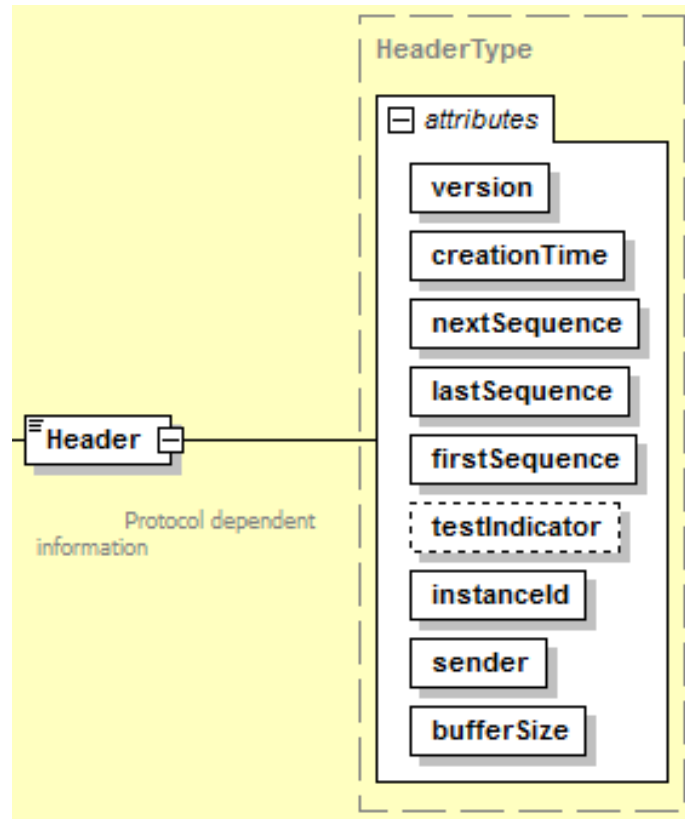 HeaderType
attributes
version
creationTime
nextSequence
lastSequence
Header
firstSequence
Protocol dependent
information
testIndicator
instanceId
sender
bufferSize